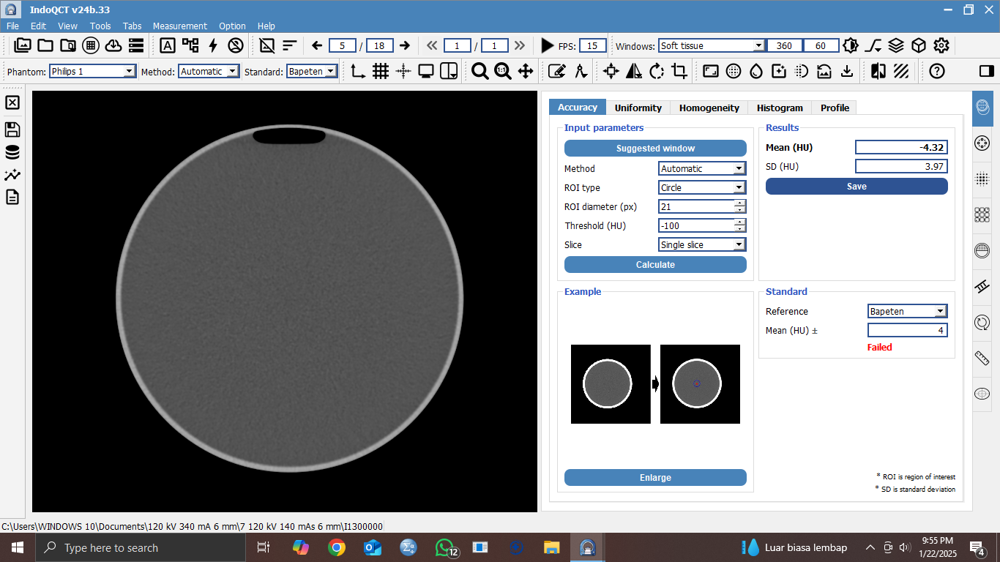 IndoQCT v24b.33
File Edit View Tools Tabs Measurement Option Help
5 / 18 1 / 1 FPS: 15 Windows: Soft tissue 360 60
Phantom: Philips 1 Method: Automatic Standard: Bapeten 1:1
Accuracy Uniformity Homogeneity Histogram Profile
Input parameters
Suggested window
Method Automatic
ROI type Circle
ROI diameter (px) 21
Threshold (HU) -100
Slice Single slice
Calculate
Results
Mean (HU) -4.32
SD (HU) 3.97
Save
Example
Enlarge
Standard
Reference Bapeten
Mean (HU) ± 4
Failed
* ROI is region of interest
* SD is standard deviation
C:\Users\WINDOWS 10\Documents\120 kV 340 mA 6 mm\7 120 kV 140 mAs 6 mm\I1300000
Type here to search 12 Luar biasa lembap 9:55 PM
1/22/2025 4